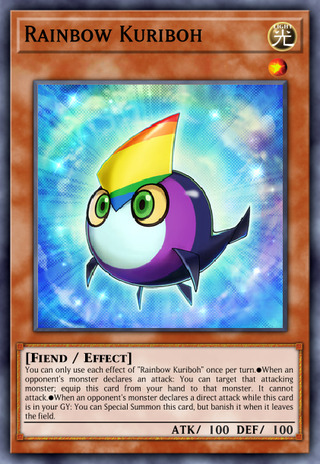 Rainbow Kuriboh
LIGHT
光
[Fiend / Effect]
You can only use each effect of "Rainbow Kuriboh" once per turn.●When an
opponent's monster declares an attack: You can target that attacking
monster; equip this card from your hand to that monster. It cannot
attack.●When an opponent's monster declares a direct attack while this card
is in your GY: You can Special Summon this card, but banish it when it leaves
the field.
ATK/ 100 DEF/ 100